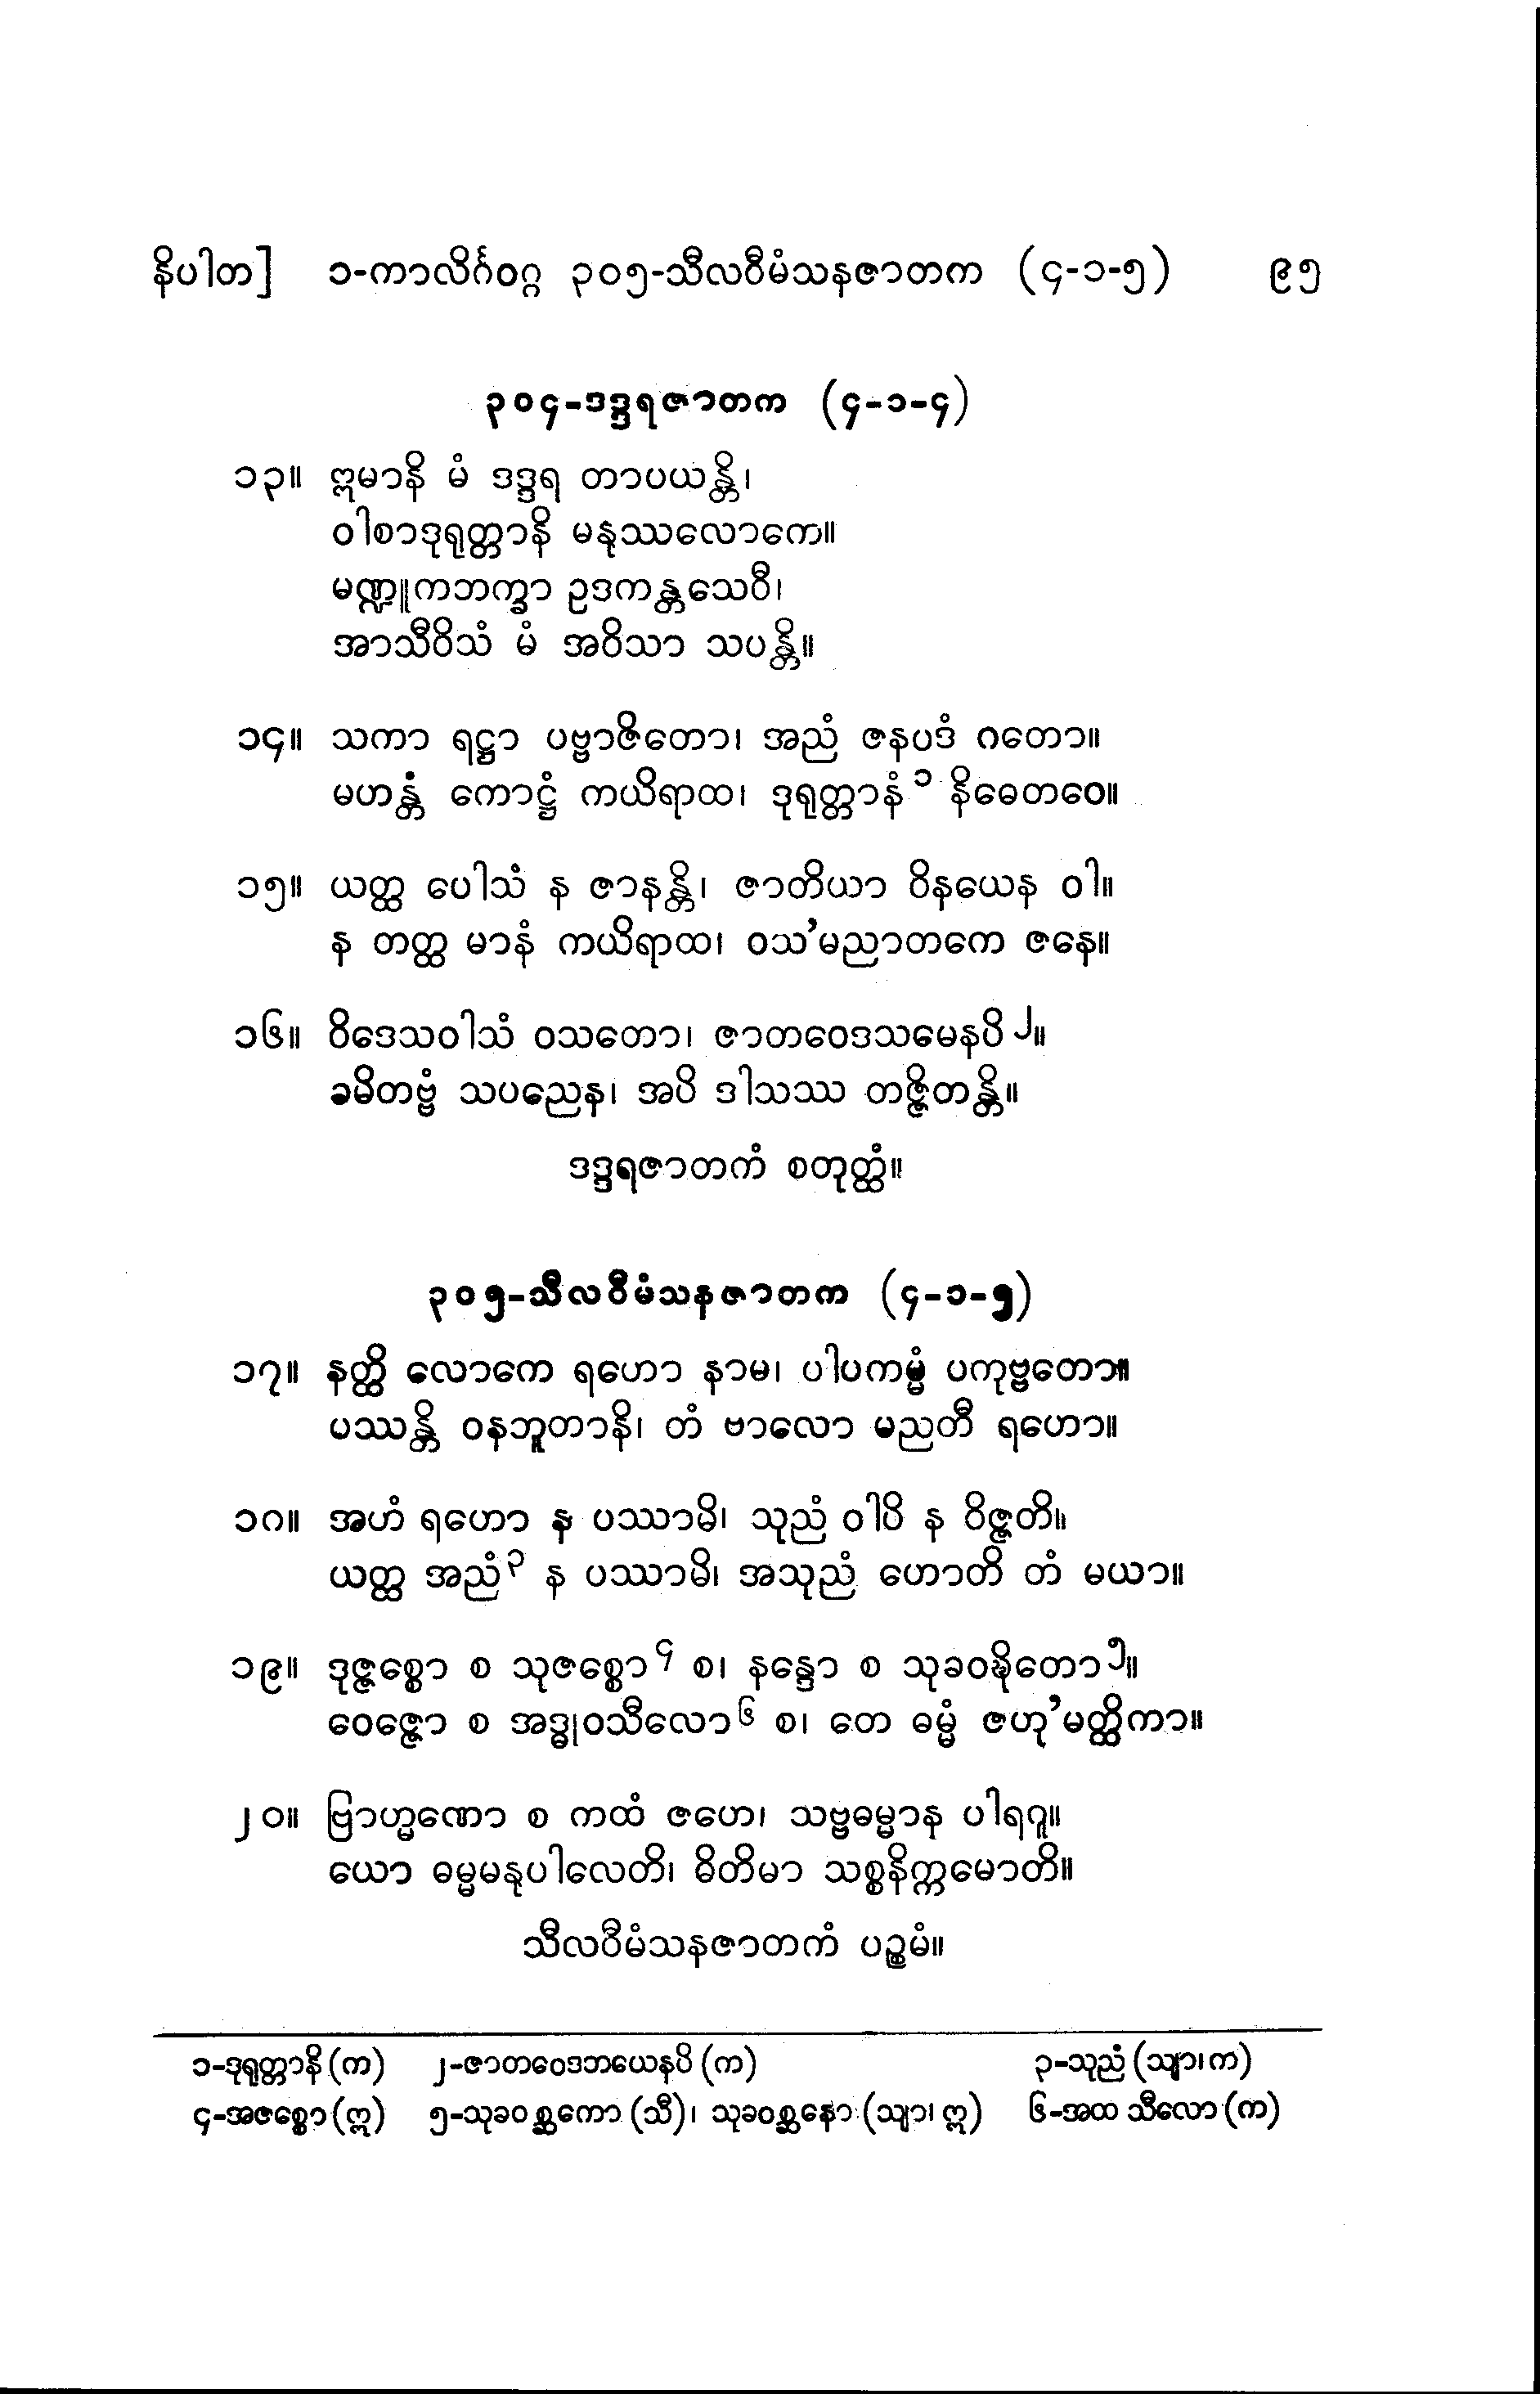 နိပါတ] ၁-ကာလိင်္ဂဝဂ္ဂ ၃၀၅-သီလဝီမံသနဇာတက (၄-၁-၅) ၉၅
၃၀၄-ဒဒ္ဒရဇာတက (၄-၁-၄)
၁၃။ ဣမာနိ မံ ဒဒ္ဒရ တာပယန္တိ၊
ဝါစာဒုရုတ္တာနိ မနုဿလောကေ။
မဏ္ဍူကဘက္ခာ ဥဒကန္တသေဝီ၊
အာသီဝိသံ မံ အဝိသာ သပန္တိ။
၁၄။ သကာ ရဋ္ဌာ ပဗ္ဗာဇိတော၊ အညံ ဇနပဒံ ဂတော။
မဟန္တံ ကောဋ္ဌံ ကယိရာထ၊ ဒုရုတ္တာနံ ၁ နိဓေတဝေ။
၁၅။ ယတ္ထ ပေါသံ န ဇာနန္တိ၊ ဇာတိယာ ဝိနယေန ဝါ။
န တတ္ထ မာနံ ကယိရာထ၊ ဝသ’မညာတကေ ဇနေ။
၁၆။ ဝိဒေသဝါသံ ဝသတော၊ ဇာတဝေဒသမေနပိ ၂။
ခမိတဗ္ဗံ သပညေန၊ အပိ ဒါသဿ တဇ္ဇိတန္တိ။
ဒဒ္ဒရဇာတကံ စတုတ္ထံ။
၃၀၅-သီလဝီမံသနဇာတက (၄-၁-၅)
၁၇။ နတ္ထိ လောကေ ရဟော နာမ၊ ပါပကမ္မံ ပကုဗ္ဗတော။
ပဿန္တိ ဝနဘူတာနိ၊ တံ ဗာလော မညတီ ရဟော။
၁၈။ အဟံ ရဟော န ပဿာမိ၊ သုညံ ဝါပိ န ဝိဇ္ဇတိ။
ယတ္ထ အညံ ၃ န ပဿာမိ၊ အသုညံ ဟောတိ တံ မယာ။
၁၉။ ဒုဇ္ဇစ္စော စ သုဇစ္စော ၄ စ၊ နန္ဒော စ သုခဝဍ္ဎိတော ၅။
ဝေဇ္ဇော စ အဒ္ဓုဝသီလော ၆ စ၊ တေ ဓမ္မံ ဇဟု’မတ္ထိကာ။
၂၀။ ဗြာဟ္မဏော စ ကထံ ဇဟေ၊ သဗ္ဗဓမ္မာန ပါရဂူ။
ယော ဓမ္မမနုပါလေတိ၊ ဓိတိမာ သစ္စနိက္ကမောတိ။
သီလဝီမံသနဇာတကံ ပဉ္စမံ။
၁-ဒုရုတ္တာနိ (က) ၂-ဇာတဝေဒဘယေနပိ (က) ၃-သုညံ (သျာ၊ က)
၄-အဇစ္စော (ဣ) ၅-သုခဝစ္ဆကော (သီ)၊ သုခဝစ္ဆနော (သျာ၊ ဣ) ၆-အထ သီလော (က)